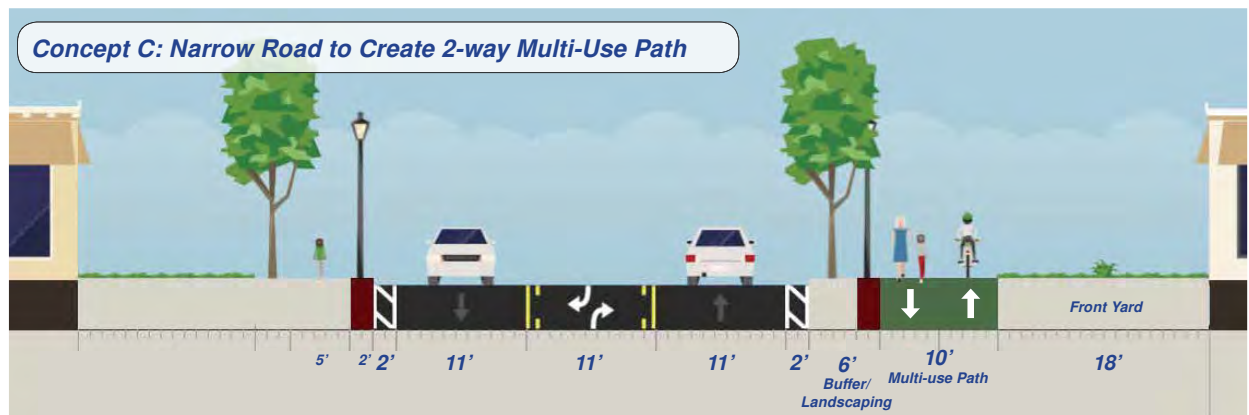 Concept C: Narrow Road to Create 2-way Multi-Use Path
Front Yard
5’ 2’ 2’ 11’ 11’ 11’ 2’ 6’ 10’ 18’
Buffer/
Landscaping
Multi-use Path